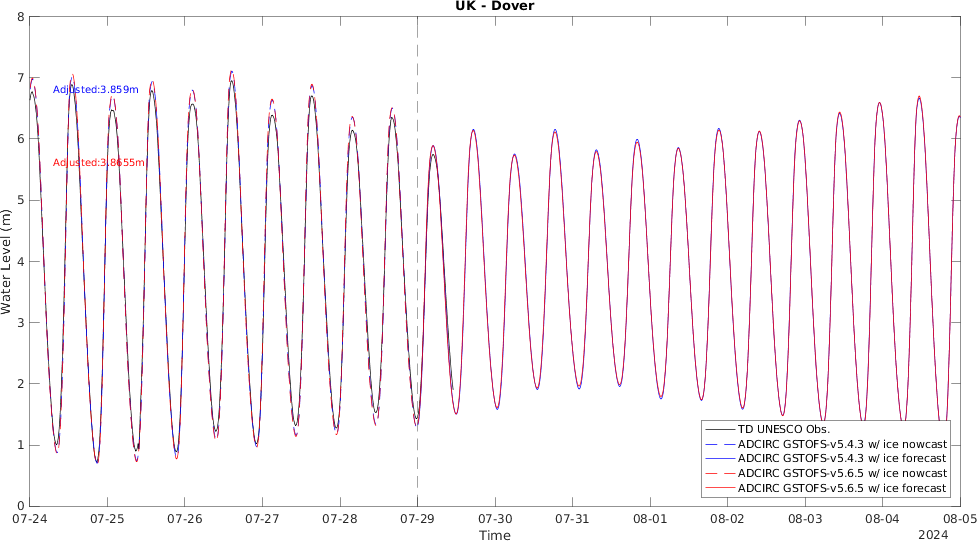 UK - Dover
8
7
6
5
4
3
2
1
0
Water Level (m)
Adjusted:3.859m
Adjusted:3.8655m
TD UNESCO Obs.
ADCIRC GSTOFS-v5.4.3 w/ ice nowcast
ADCIRC GSTOFS-v5.4.3 w/ ice forecast
ADCIRC GSTOFS-v5.6.5 w/ ice nowcast
ADCIRC GSTOFS-v5.6.5 w/ ice forecast
07-24 07-25 07-26 07-27 07-28 07-29 07-30 07-31 08-01 08-02 08-03 08-04 08-05
Time
2024